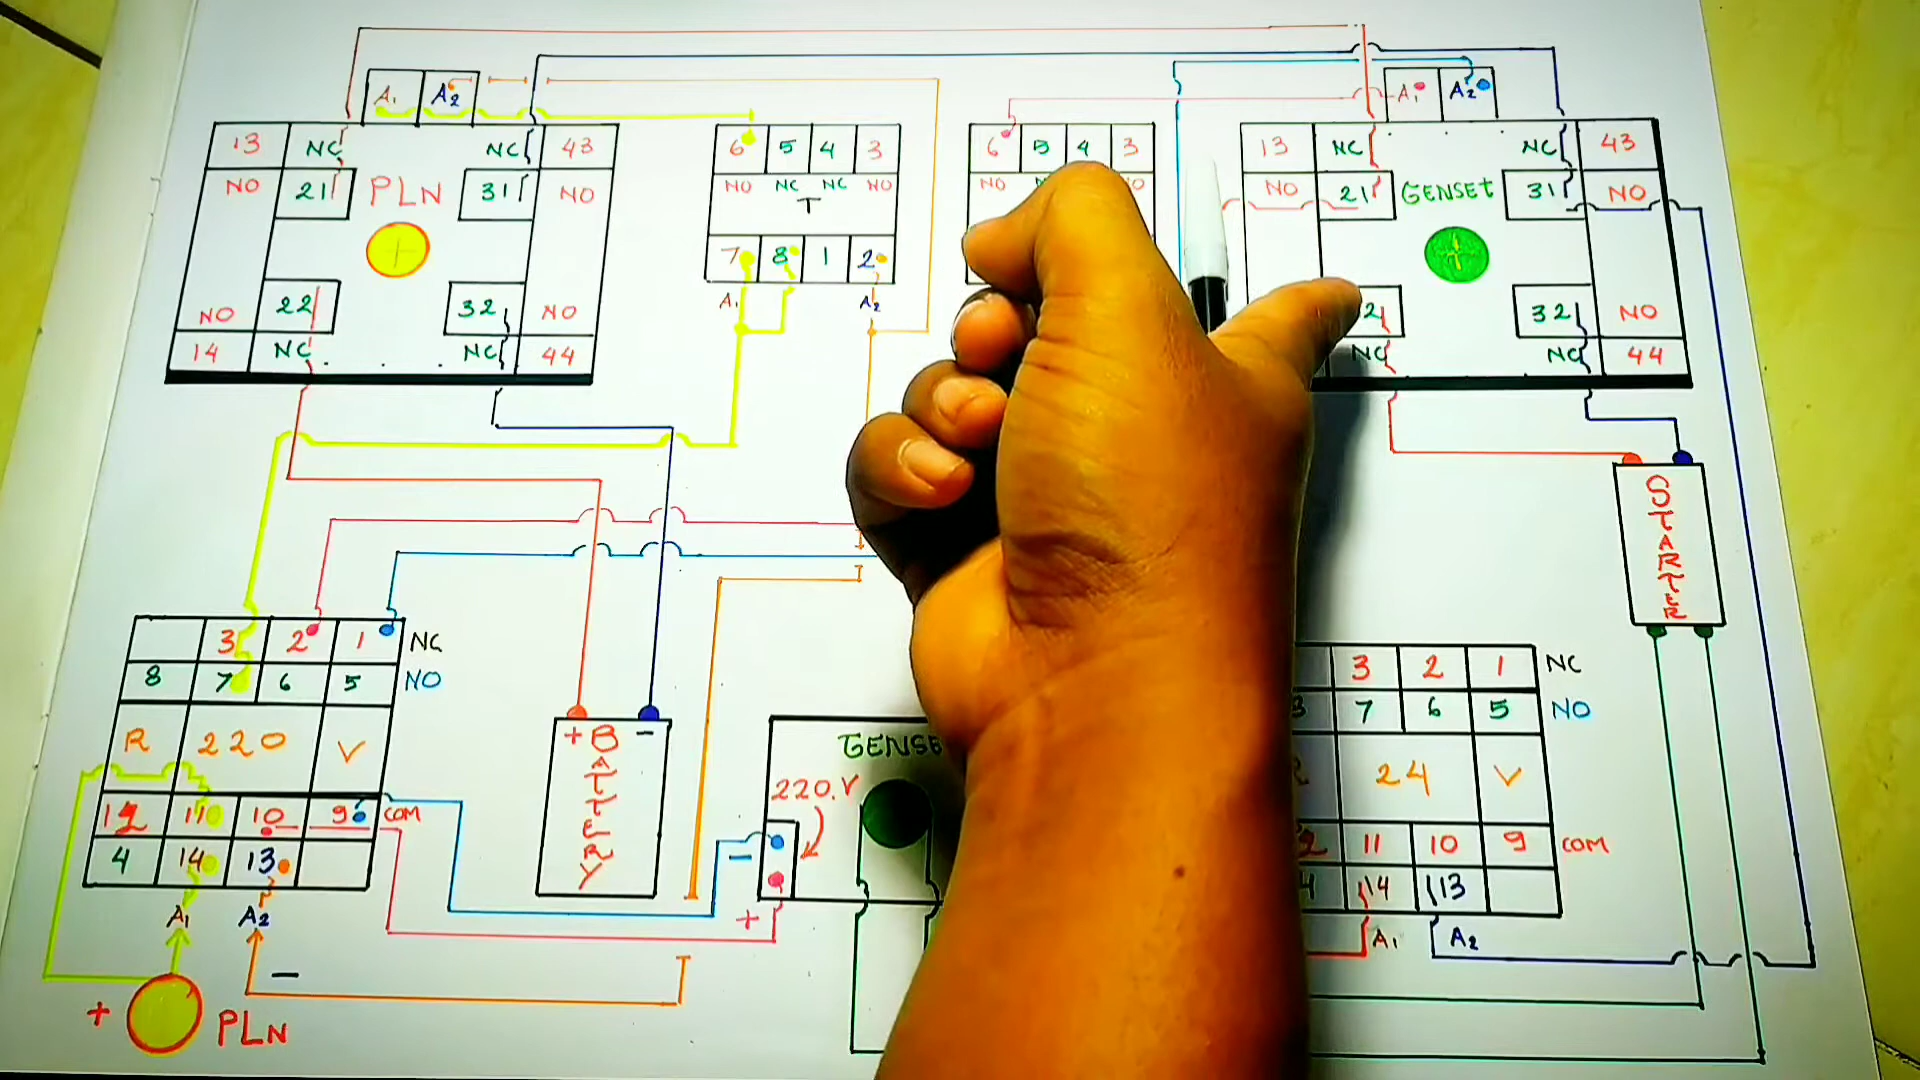 A1 A2
13 NC NC 43
NO 21 PLN 31 NO
NO 22 32 NO
14 NC NC 44
6 5 4 3
NO NC NC NO
T
7 8 1 2
A1 A2
6 5 4 3
NO
A1 A2
13 NC NC 43
NO 21 GENSET 31 NO
32 NO
NC NC 44
STARTER
3 2 1 NC
8 7 6 5 NO
R 220 V
12 11 10 9 COM
4 14 13
A1 A2
+ PLN -
+ BATTERY -
220.V
-
+
3 2 1 NC
7 6 5 NO
24 V
11 10 9 COM
14 13
A1 A2